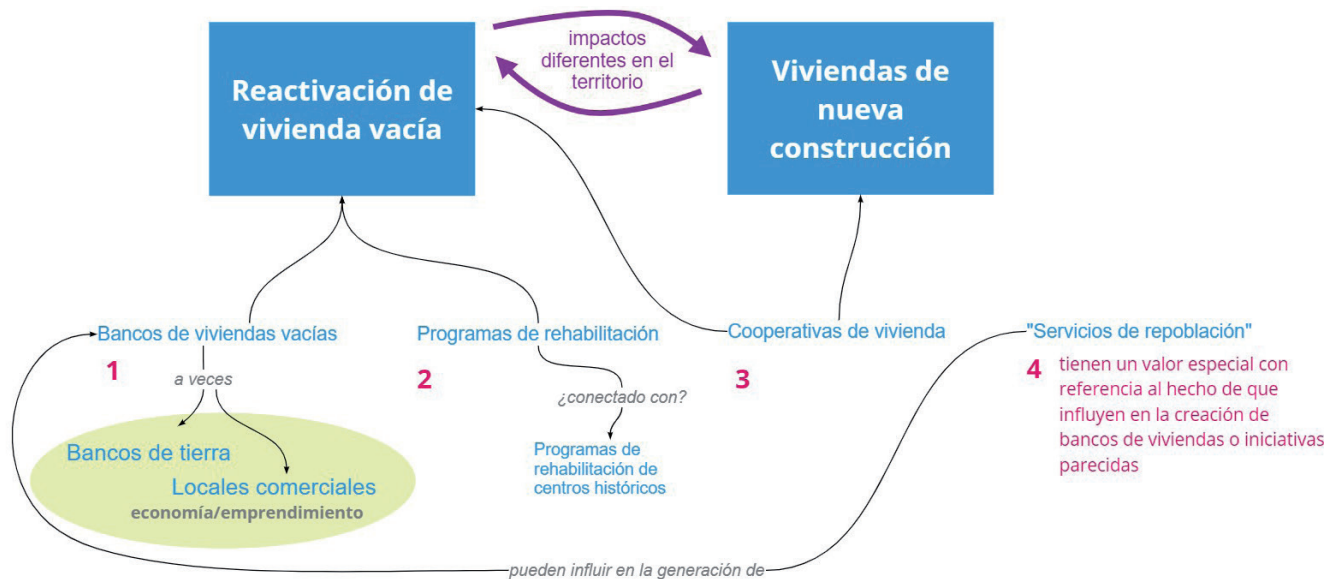 Reactivación de
vivienda vacía
impactos
diferentes en el
territorio
Viviendas de
nueva
construcción
Bancos de viviendas vacías
1
a veces
Bancos de tierra
Locales comerciales
economía/emprendimiento
Programas de rehabilitación
2
¿conectado con?
Programas de
rehabilitación de
centros históricos
Cooperativas de vivienda
3
"Servicios de repoblación"
4
tienen un valor especial con
referencia al hecho de que
influyen en la creación de
bancos de viviendas o iniciativas
parecidas
pueden influir en la generación de